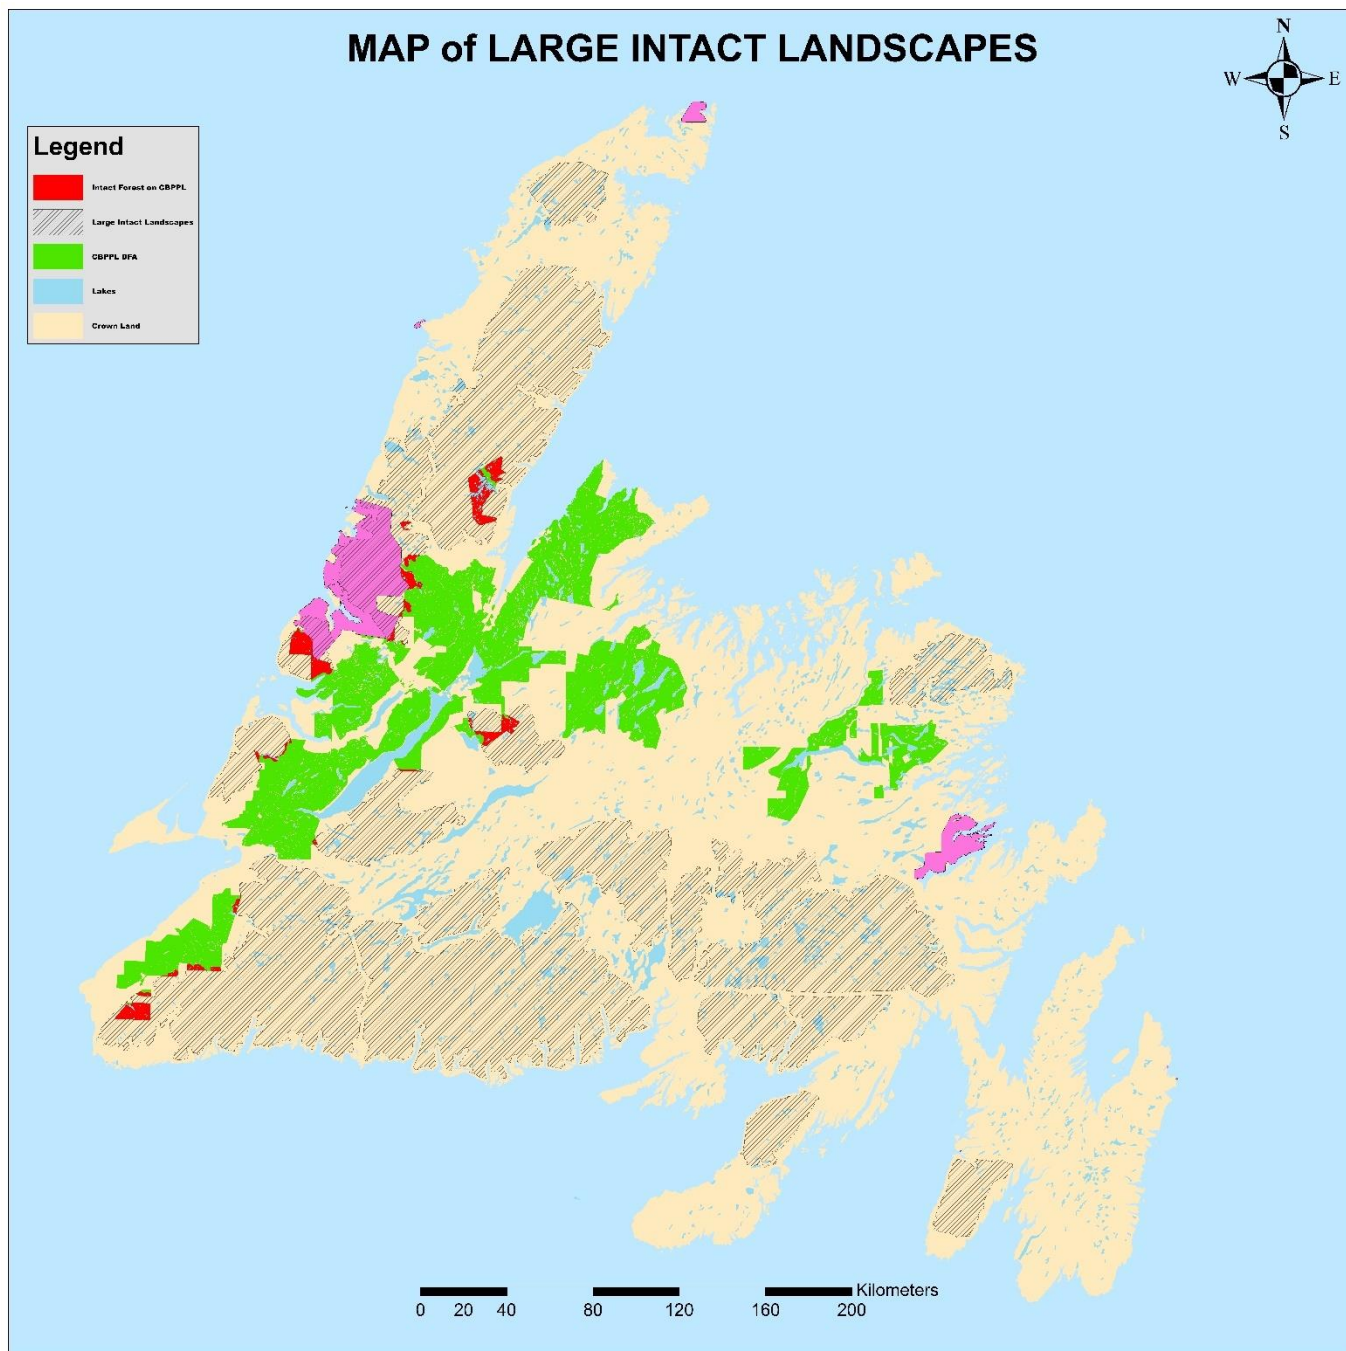 MAP of LARGE INTACT LANDSCAPES
N
W E
S
Legend
Intact Forest on CBPPL
Large Intact Landscapes
CBPPL DFA
Lakes
Crown Land
Kilometers
0 20 40 80 120 160 200